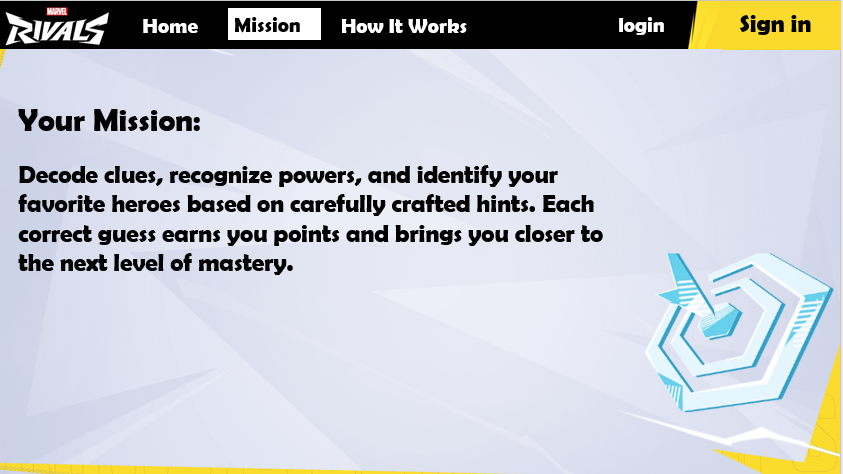 MARVEL
RIVALS
Home Mission How It Works login Sign in
Your Mission:
Decode clues, recognize powers, and identify your
favorite heroes based on carefully crafted hints. Each
correct guess earns you points and brings you closer to
the next level of mastery.